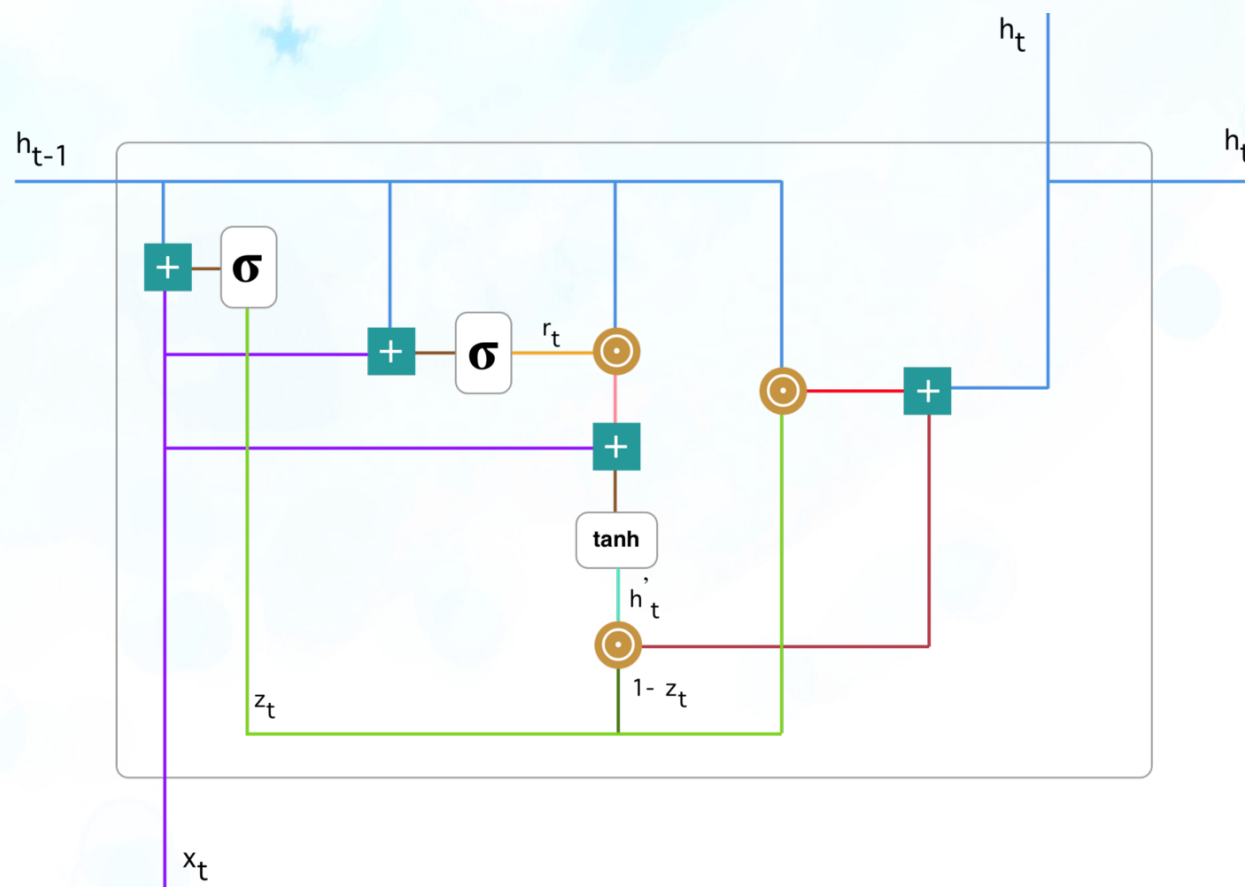 h_t
h_t-1
h_t
+
σ
+
σ
r_t
+
+
tanh
h'_t
1- z_t
z_t
x_t